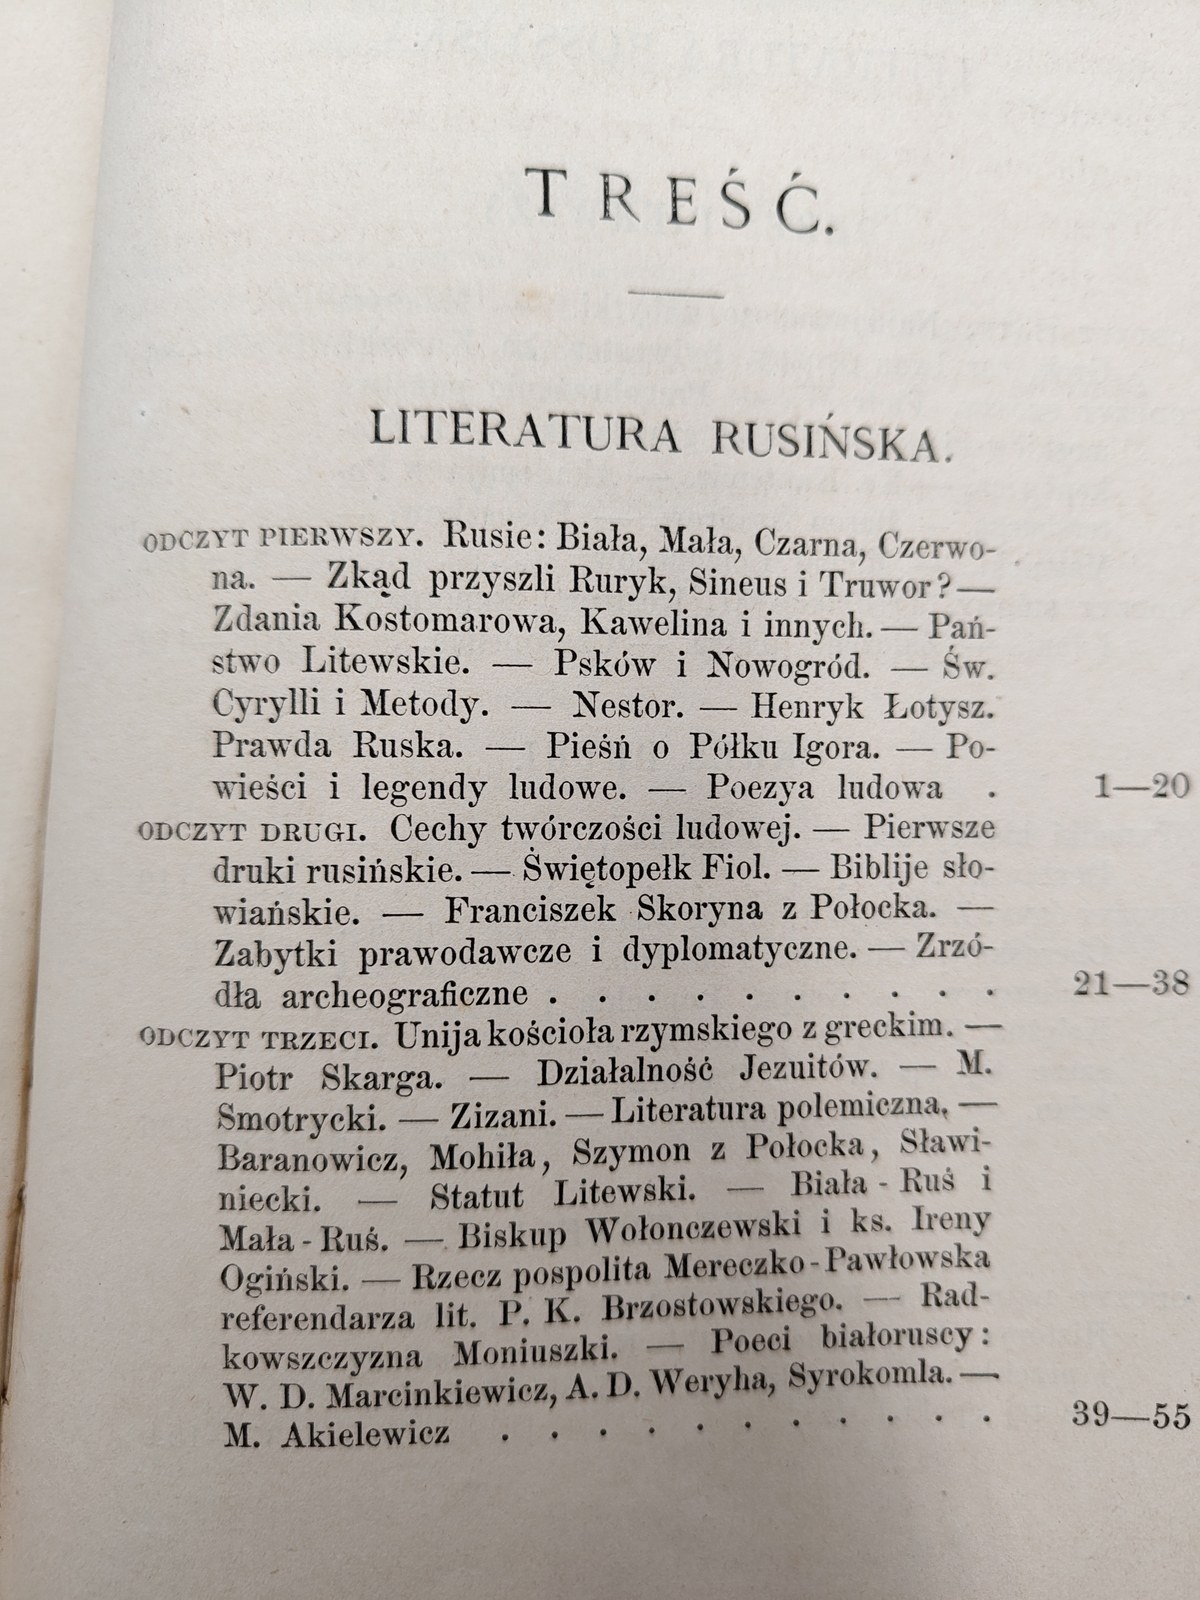 TREŚĆ.
LITERATURA RUSIŃSKA.
ODCZYT PIERWSZY. Rusie: Biała, Mała, Czarna, Czerwo-
na. — Zkąd przyszli Ruryk, Sineus i Truwor? —
Zdania Kostomarowa, Kawelina i innych. — Pań-
stwo Litewskie. — Psków i Nowogród. — Św.
Cyrylli i Metody. — Nestor. — Henryk Łotysz.
Prawda Ruska. — Pieśń o Półku Igora. — Po-
wieści i legendy ludowe. — Poezya ludowa . 1—20
ODCZYT DRUGI. Cechy twórczości ludowej. — Pierwsze
druki rusińskie. — Świętopełk Fiol. — Biblije sło-
wiańskie. — Franciszek Skoryna z Połocka. —
Zabytki prawodawcze i dyplomatyczne. — Zrzó-
dła archeograficzne . . . . . . . . . . 21—38
ODCZYT TRZECI. Unija kościoła rzymskiego z greckim. —
Piotr Skarga. — Działalność Jezuitów. — M.
Smotrycki. — Zizani. — Literatura polemiczna. —
Baranowicz, Mohiła, Szymon z Połocka, Sławi-
niecki. — Statut Litewski. — Biała - Ruś i
Mała - Ruś. — Biskup Wołonczewski i ks. Ireny
Ogiński. — Rzecz pospolita Mereczko-Pawłowska
referendarza lit. P. K. Brzostowskiego. — Rad-
kowszczyzna Moniuszki. — Poeci białoruscy:
W. D. Marcinkiewicz, A. D. Weryha, Syrokomla. —
M. Akielewicz . . . . . . . . . 39—55